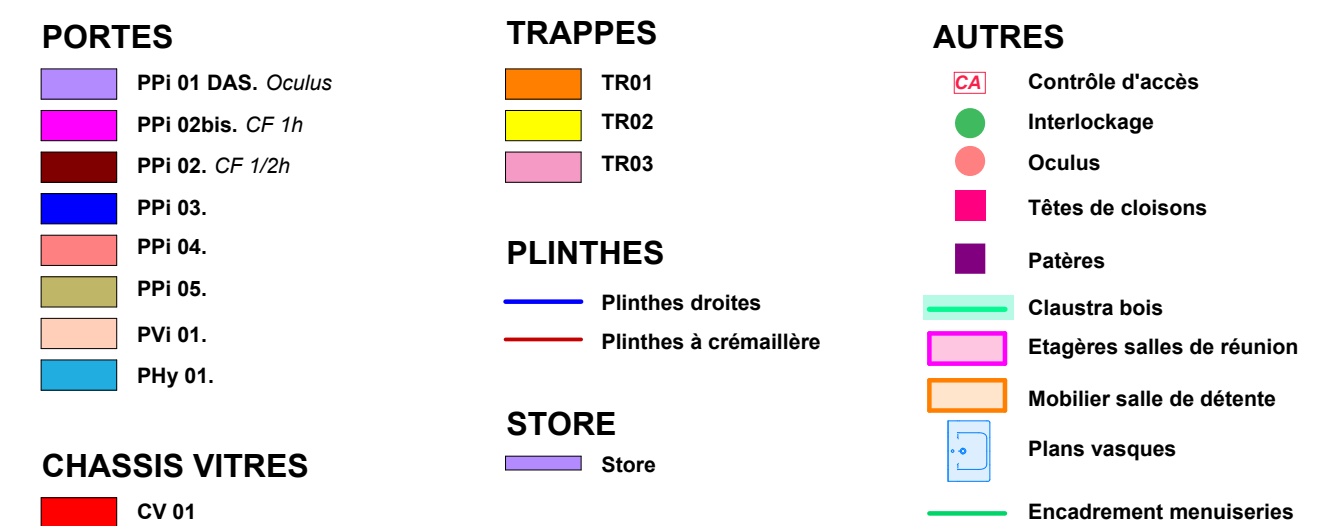 PORTES
PPi 01 DAS. Oculus
PPi 02bis. CF 1h
PPi 02. CF 1/2h
PPi 03.
PPi 04.
PPi 05.
PVi 01.
PHy 01.
CHASSIS VITRES
CV 01
TRAPPES
TR01
TR02
TR03
PLINTHES
Plinthes droites
Plinthes à crémaillère
STORE
Store
AUTRES
CA Contrôle d'accès
Interlockage
Oculus
Têtes de cloisons
Patères
Claustra bois
Etagères salles de réunion
Mobilier salle de détente
Plans vasques
Encadrement menuiseries